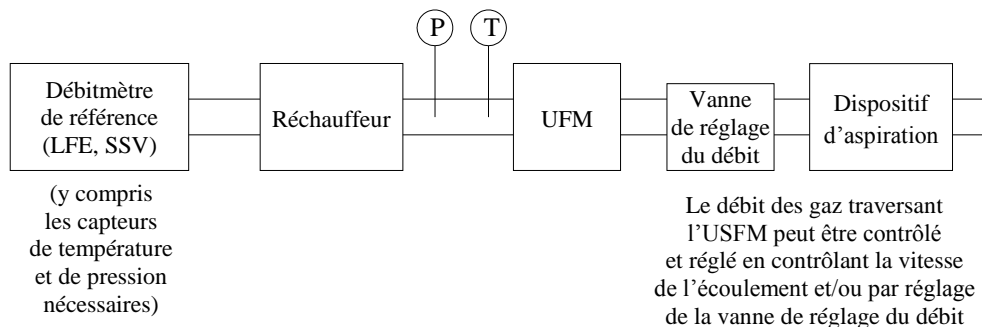 P
T
Débitmètre
de référence
(LFE, SSV)
Réchauffeur
UFM
Vanne
de réglage
du débit
Dispositif
d’aspiration
(y compris
les capteurs
de température
et de pression
nécessaires)
Le débit des gaz traversant
l’USFM peut être contrôlé
et réglé en contrôlant la vitesse
de l’écoulement et/ou par réglage
de la vanne de réglage du débit